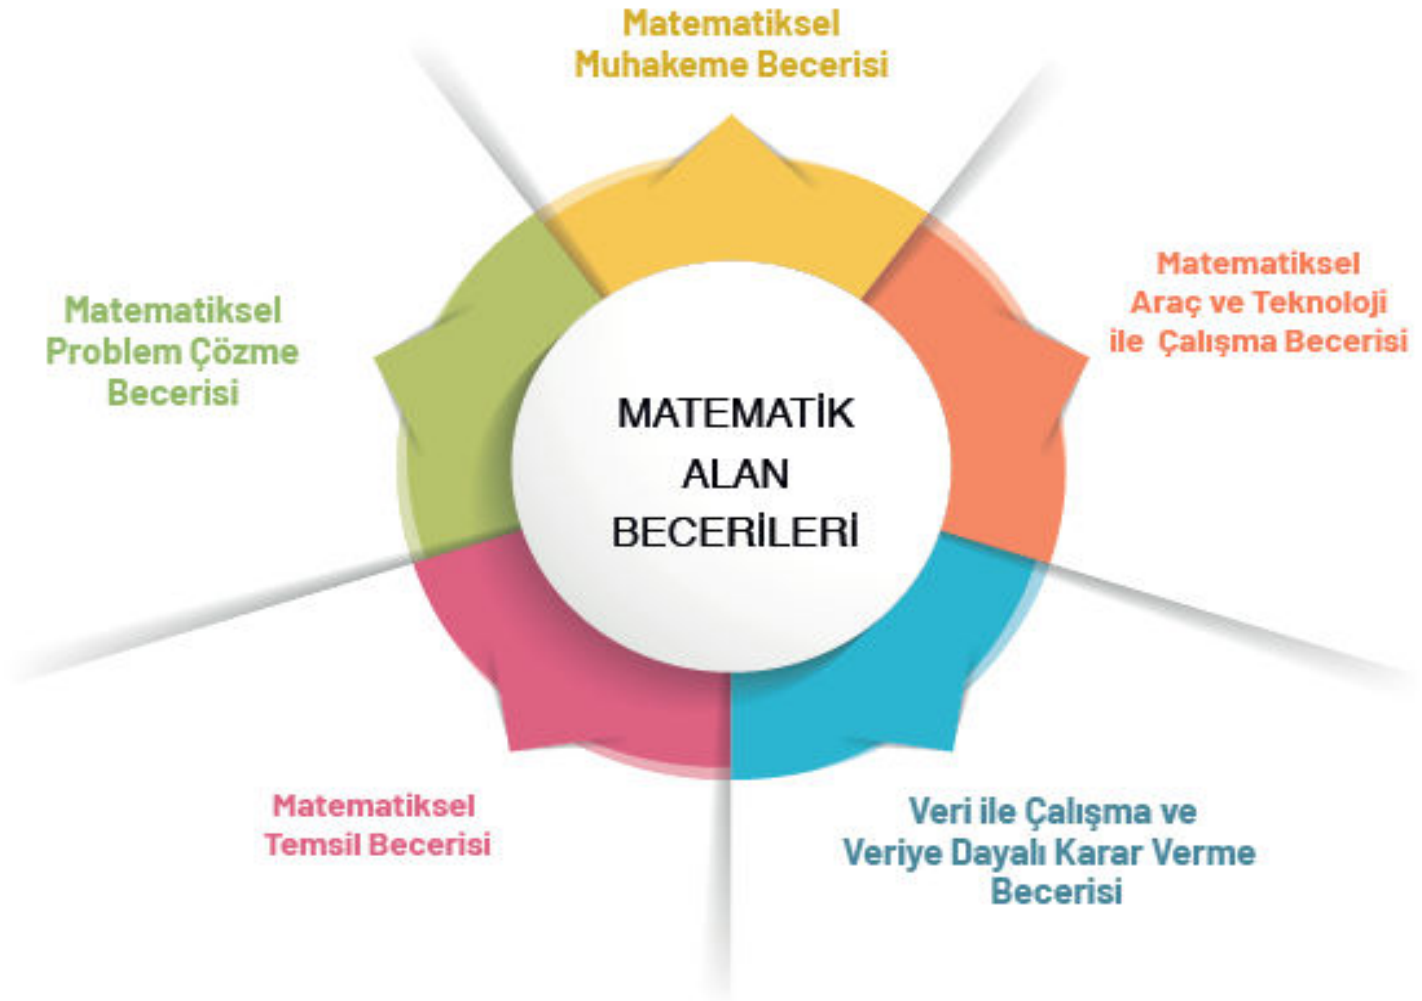 Matematiksel
Muhakeme Becerisi
Matematiksel
Araç ve Teknoloji
ile Çalışma Becerisi
Matematiksel
Problem Çözme
Becerisi
MATEMATİK
ALAN
BECERİLERİ
Matematiksel
Temsil Becerisi
Veri ile Çalışma ve
Veriye Dayalı Karar Verme
Becerisi